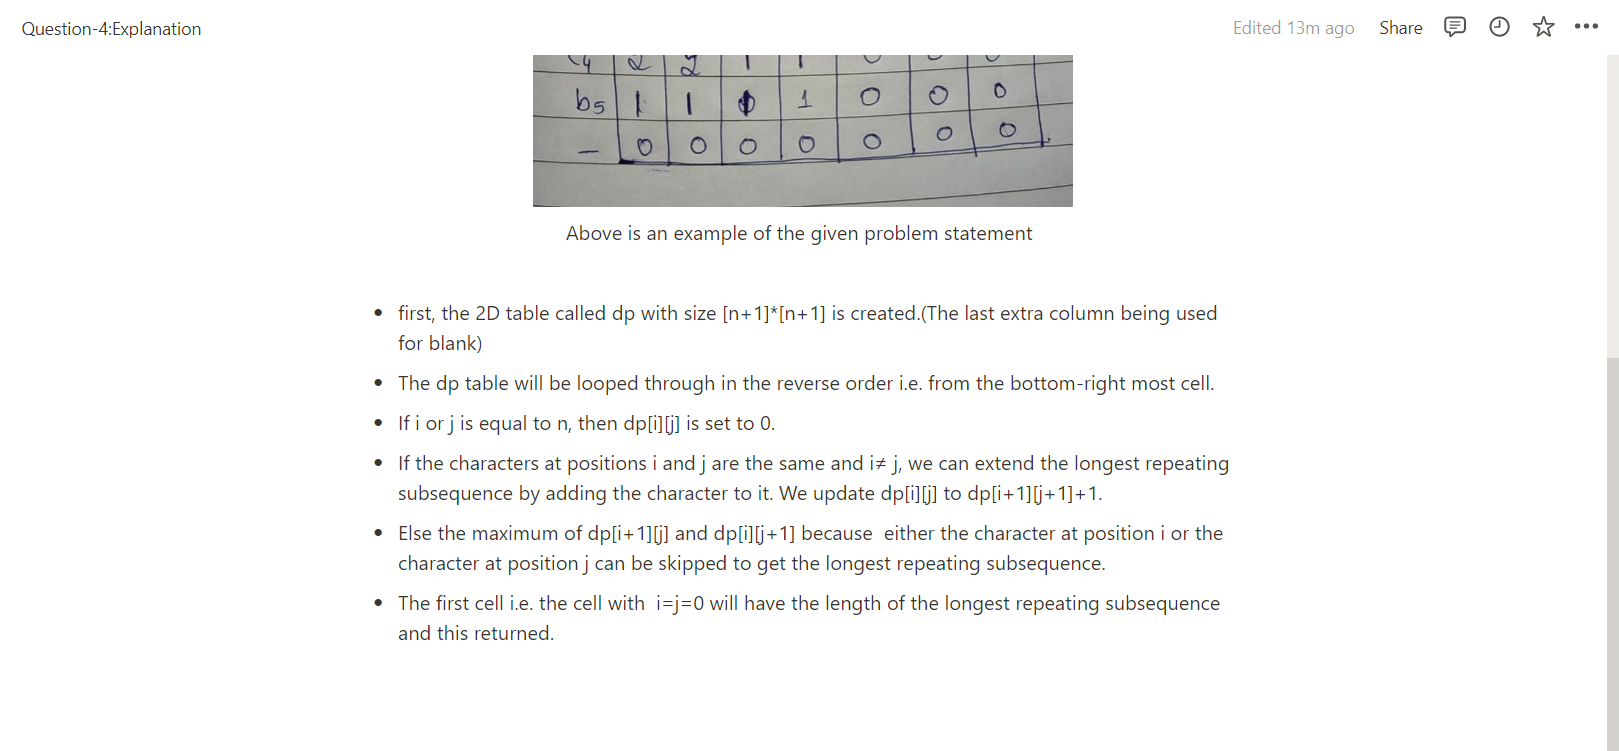 Question-4:Explanation
Edited 13m ago Share
2 2 1 1
b5 1 1 1 0 0 0
— 0 0 0 0 0 0 0
Above is an example of the given problem statement
• first, the 2D table called dp with size [n+1]*[n+1] is created.(The last extra column being used
for blank)
• The dp table will be looped through in the reverse order i.e. from the bottom-right most cell.
• If i or j is equal to n, then dp[i][j] is set to 0.
• If the characters at positions i and j are the same and i≠ j, we can extend the longest repeating
subsequence by adding the character to it. We update dp[i][j] to dp[i+1][j+1]+1.
• Else the maximum of dp[i+1][j] and dp[i][j+1] because  either the character at position i or the
character at position j can be skipped to get the longest repeating subsequence.
• The first cell i.e. the cell with  i=j=0 will have the length of the longest repeating subsequence
and this returned.